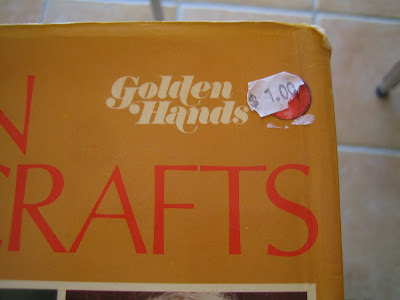 Golden
Hands
$ 1.00
N
CRAFTS